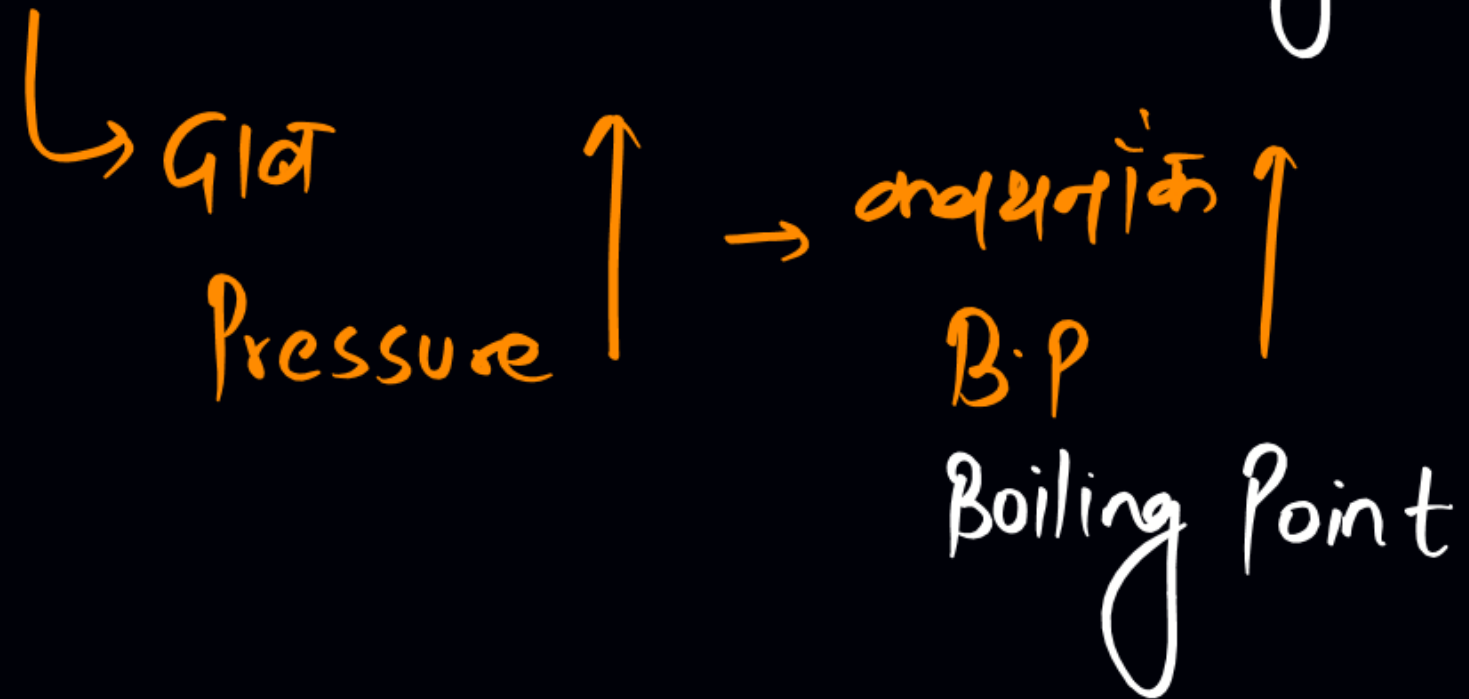 ↳ दाब ↑ → क्वथनांक ↑
Pressure B.P
Boiling Point